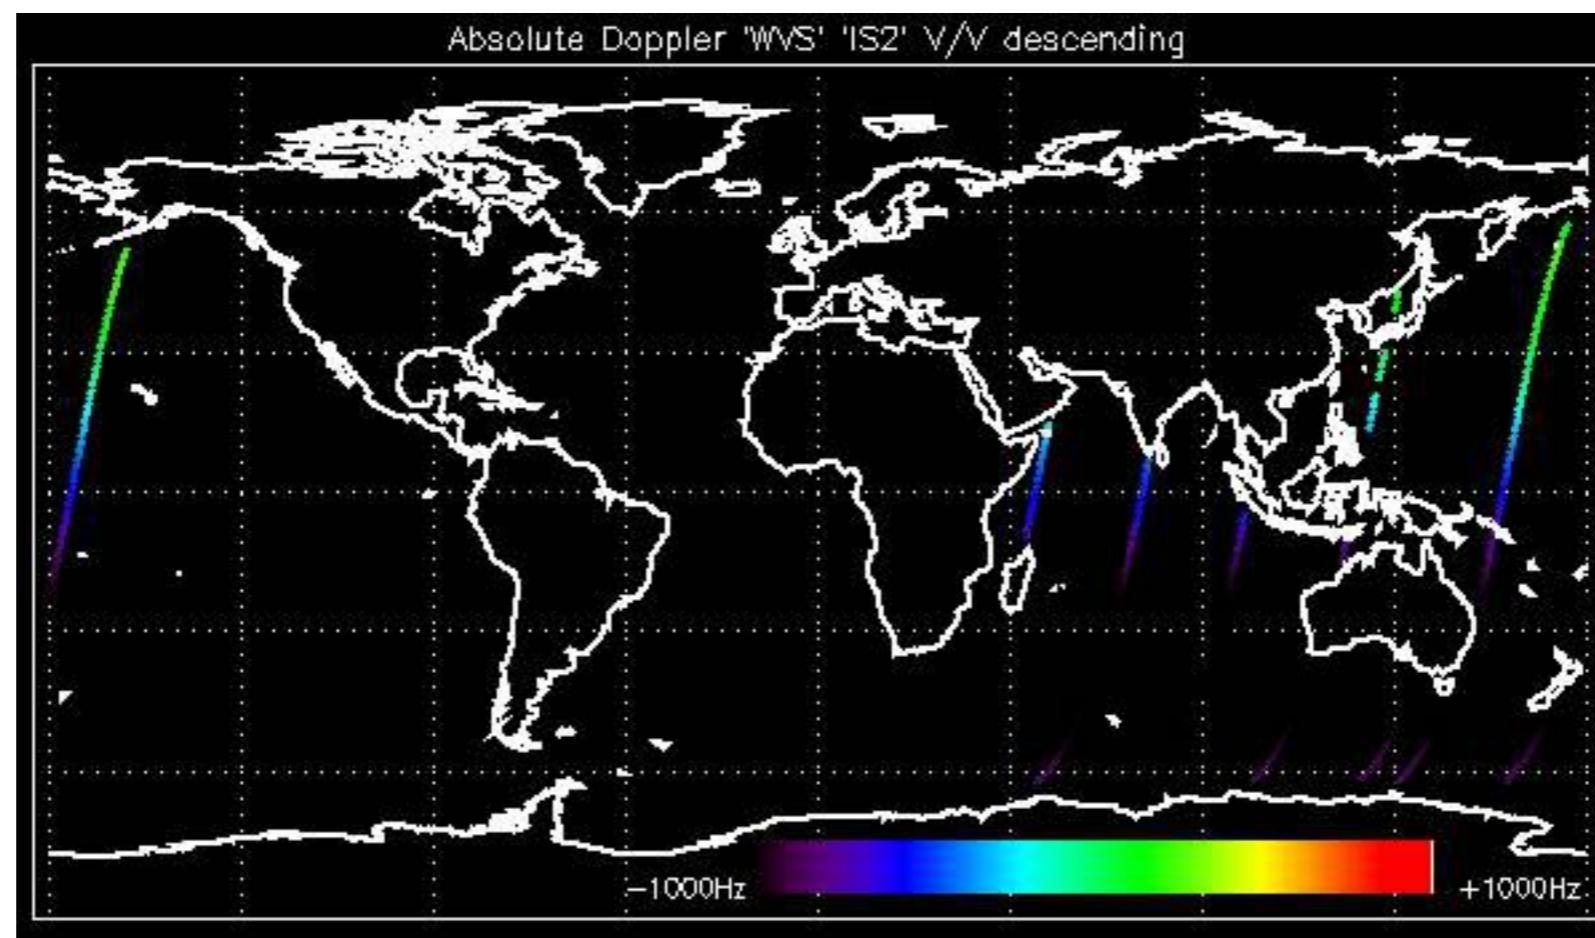 Absolute Doppler 'WVS' 'IS2' V/V descending
−1000Hz
+1000Hz